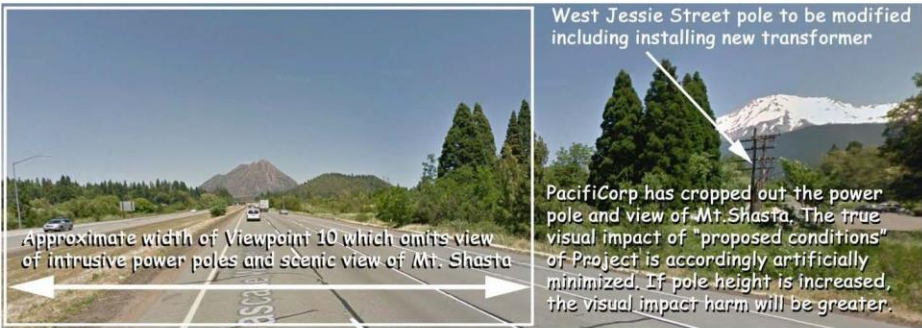 West Jessie Street pole to be modified
including installing new transformer
PacifiCorp has cropped out the power
pole and view of Mt.Shasta. The true
visual impact of "proposed conditions"
of Project is accordingly artificially
minimized. If pole height is increased,
the visual impact harm will be greater.
Approximate width of Viewpoint 10 which omits view
of intrusive power poles and scenic view of Mt. Shasta